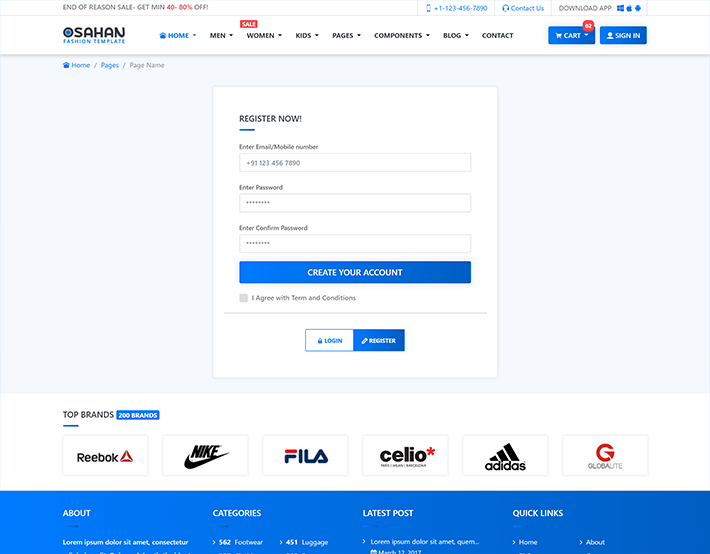 END OF REASON SALE- GET MIN 40- 80% OFF!
+1-123-456-7890
Contact Us
DOWNLOAD APP
OSAHAN
FASHION TEMPLATE
HOME
MEN
SALE
WOMEN
KIDS
PAGES
COMPONENTS
BLOG
CONTACT
CART
02
SIGN IN
Home / Pages / Page Name
REGISTER NOW!
Enter Email/Mobile number
+91 123 456 7890
Enter Password
********
Enter Confirm Password
********
CREATE YOUR ACCOUNT
I Agree with Term and Conditions
LOGIN
REGISTER
TOP BRANDS 200 BRANDS
Reebok
NIKE
FILA
celio*
PARIS | MILAN | BARCELONA
adidas
GLOBALITE
ABOUT
CATEGORIES
LATEST POST
QUICK LINKS
Lorem ipsum dolor sit amet, consectetur
562 Footwear
451 Luggage
Lorem ipsum dolor sit amet, quem...
Home
About
March 12, 2017